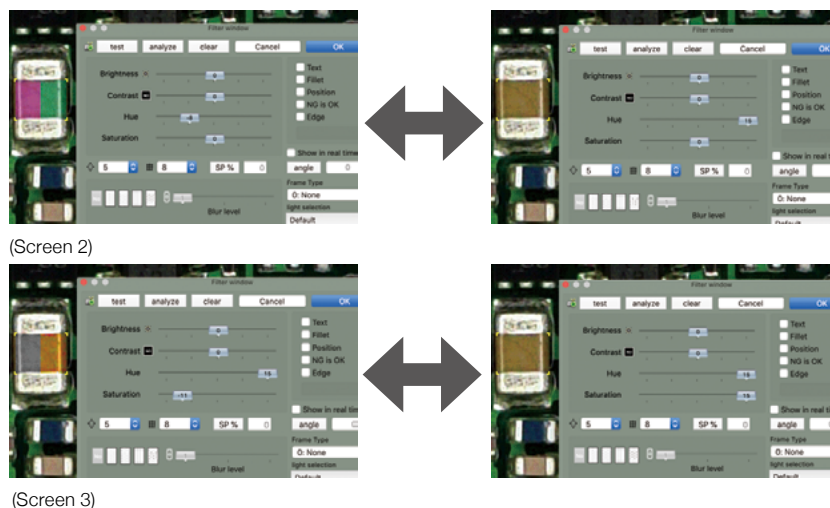 Filter window
test analyze clear Cancel OK
Brightness 0
Contrast 0
Hue -8
Saturation 0
Text
Fillet
Position
NG is OK
Edge
Show in real time
5 8 SP % 0 angle 0
Frame Type
0: None
light selection
Default
Blur level
Filter window
test analyze clear Cancel OK
Brightness 0
Contrast 0
Hue 15
Saturation 0
Text
Fillet
Position
NG is OK
Edge
Show in real
5 8 SP % 0 angle
Frame Type
0: None
light selection
Default
Blur level
(Screen 2)
Filter window
test analyze clear Cancel OK
Brightness 0
Contrast 0
Hue 15
Saturation -11
Text
Fillet
Position
NG is OK
Edge
Show in real tim
5 8 SP % 0 angle
Frame Type
0: None
light selection
Default
Blur level
Filter window
test analyze clear Cancel OK
Brightness 0
Contrast 0
Hue 15
Saturation 15
Text
Fillet
Position
NG is OK
Edge
Show in real
5 8 SP % 0 angle
Frame Type
0: None
light selection
Default
Blur level
(Screen 3)